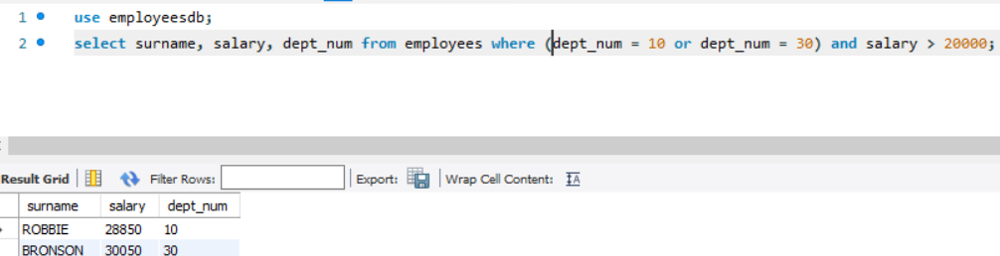 1 use employeesdb;
2 select surname, salary, dept_num from employees where (dept_num = 10 or dept_num = 30) and salary > 20000;
Result Grid Filter Rows: Export: Wrap Cell Content: IA
surname salary dept_num
ROBBIE 28850 10
BRONSON 30050 30